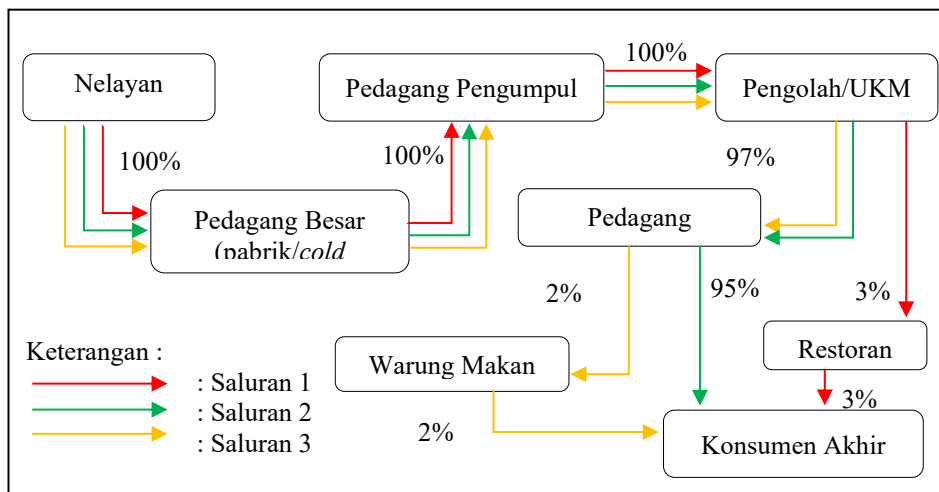 Nelayan
Pedagang Pengumpul
100%
Pengolah/UKM
100%
100%
97%
Pedagang Besar
(pabrik/cold
Pedagang
2%
95%
3%
Keterangan :
: Saluran 1
: Saluran 2
: Saluran 3
Warung Makan
Restoran
2%
3%
Konsumen Akhir